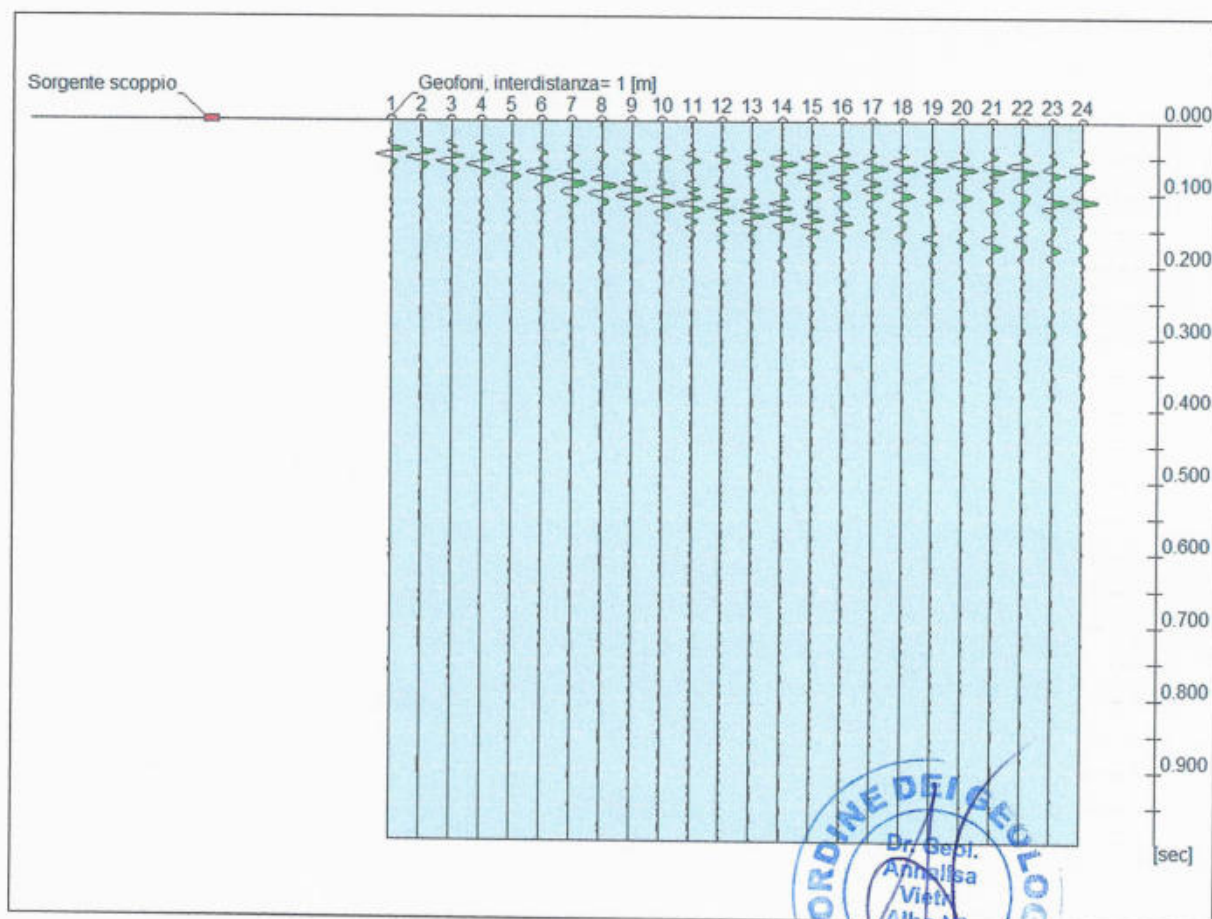 Sorgente scoppio
Geofoni, interdistanza= 1 [m]
1 2 3 4 5 6 7 8 9 10 11 12 13 14 15 16 17 18 19 20 21 22 23 24
0.000
0.100
0.200
0.300
0.400
0.500
0.600
0.700
0.800
0.900
[sec]
ORDINE DEI GEOLOG
Dr. Geol.
Annalisa